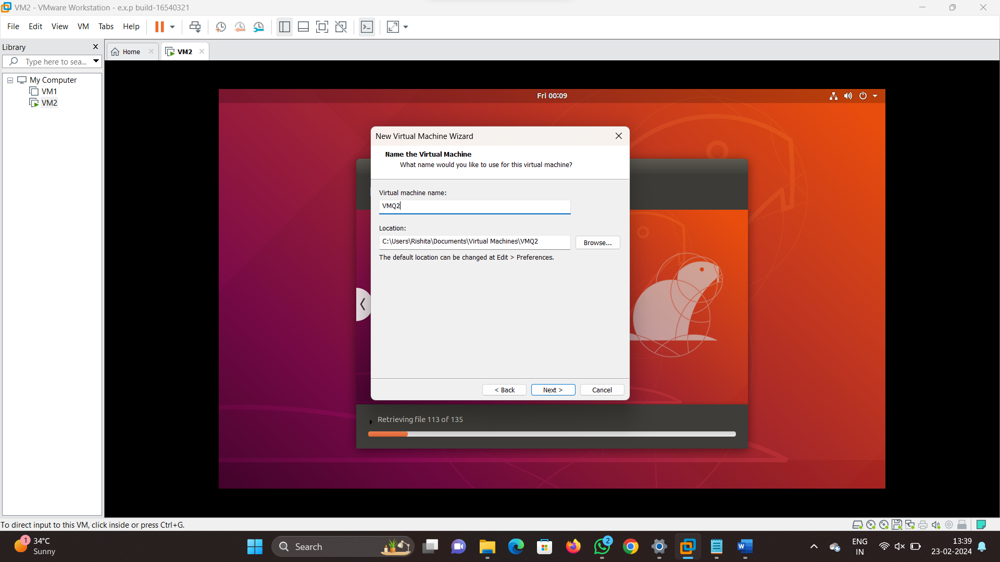 VM2 - VMware Workstation - e.x.p build-16540321
File Edit View VM Tabs Help
Library
Type here to sea...
Home
VM2
My Computer
VM1
VM2
Fri 00:09
New Virtual Machine Wizard
Name the Virtual Machine
What name would you like to use for this virtual machine?
Virtual machine name:
VMQ2
Location:
C:\Users\Rishita\Documents\Virtual Machines\VMQ2
Browse...
The default location can be changed at Edit > Preferences.
< Back Next > Cancel
Retrieving file 113 of 135
To direct input to this VM, click inside or press Ctrl+G.
1
34°C
Sunny
Search
2
W
ENG
IN
13:39
23-02-2024